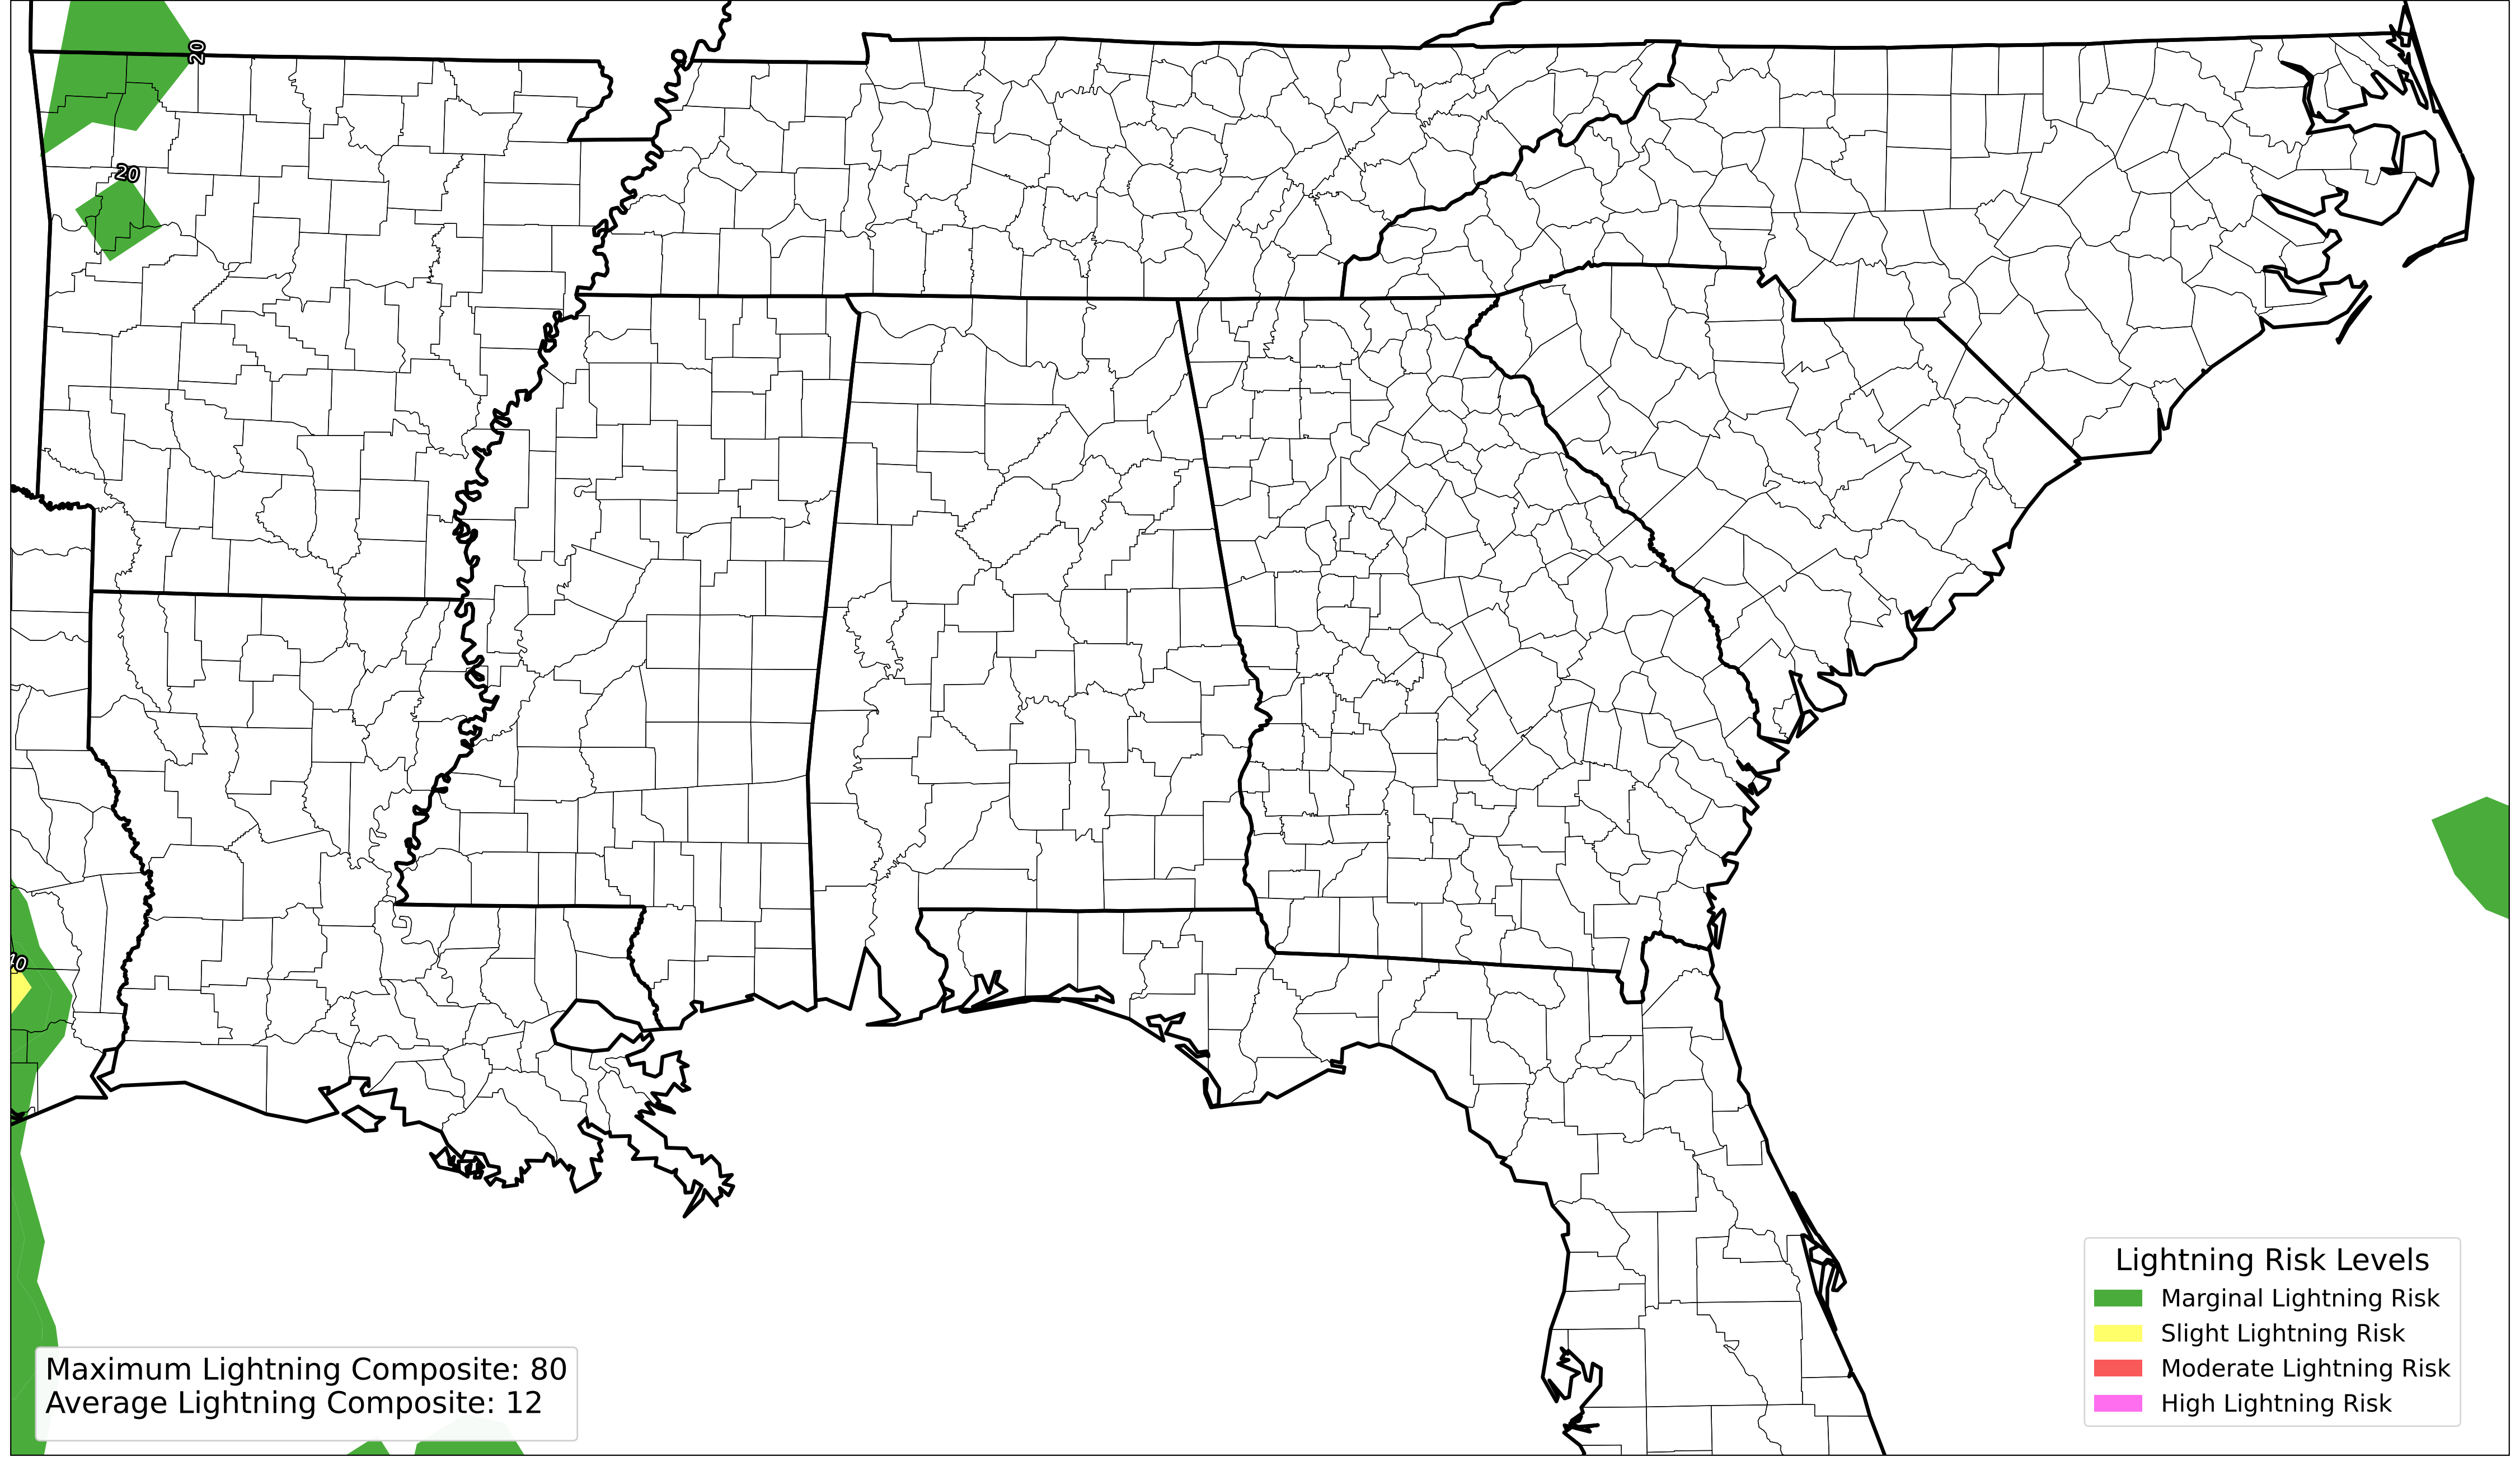 20
20
40
Lightning Risk Levels
Marginal Lightning Risk
Slight Lightning Risk
Moderate Lightning Risk
High Lightning Risk
Maximum Lightning Composite: 80
Average Lightning Composite: 12